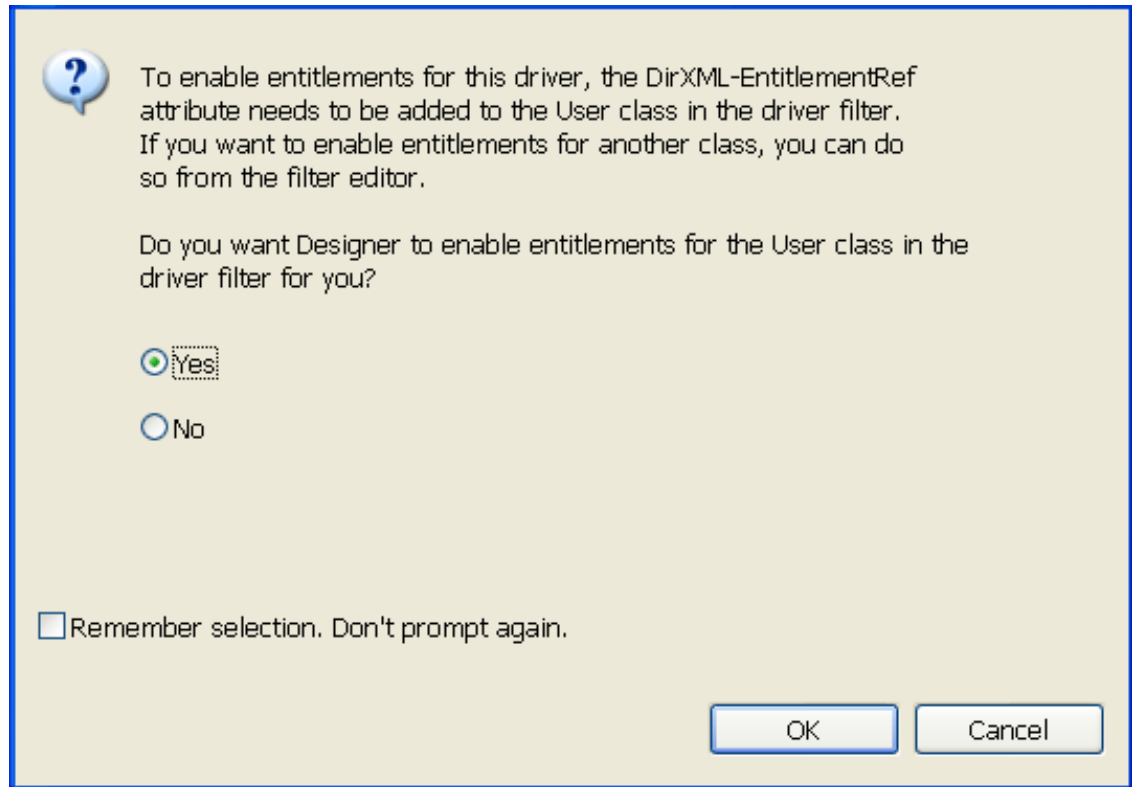 To enable entitlements for this driver, the DirXML-EntitlementRef
attribute needs to be added to the User class in the driver filter.
If you want to enable entitlements for another class, you can do
so from the filter editor.
Do you want Designer to enable entitlements for the User class in the
driver filter for you?
Yes
No
Remember selection. Don't prompt again.
OK
Cancel